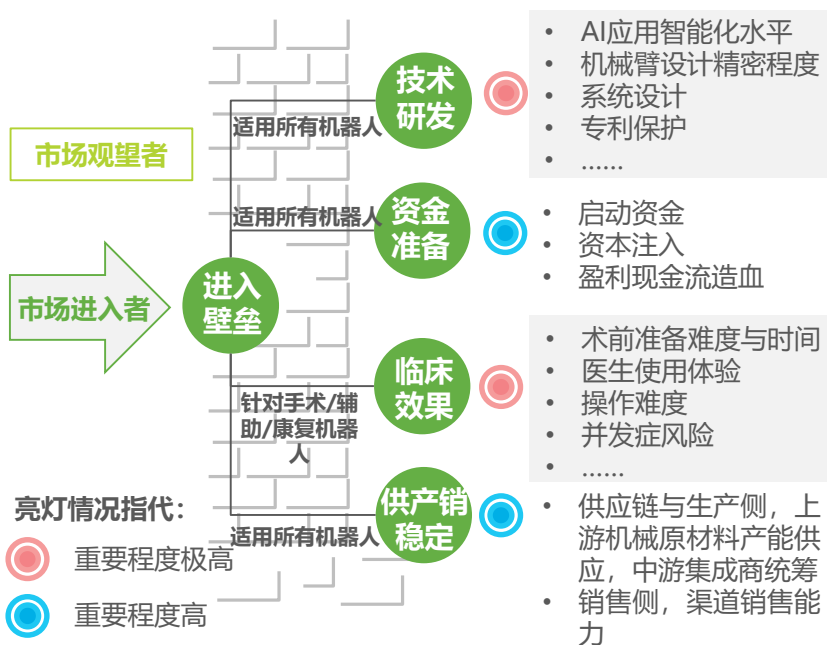 市场观望者
市场进入者
进入
壁垒
适用所有机器人
技术
研发
• AI应用智能化水平
• 机械臂设计精密程度
• 系统设计
• 专利保护
• ......
适用所有机器人
资金
准备
• 启动资金
• 资本注入
• 盈利现金流造血
针对手术/辅
助/康复机器
人
临床
效果
• 术前准备难度与时间
• 医生使用体验
• 操作难度
• 并发症风险
• ......
适用所有机器人
供产销
稳定
• 供应链与生产侧，上
游机械原材料产能供
应，中游集成商统筹
• 销售侧，渠道销售能
力
亮灯情况指代：
重要程度极高
重要程度高